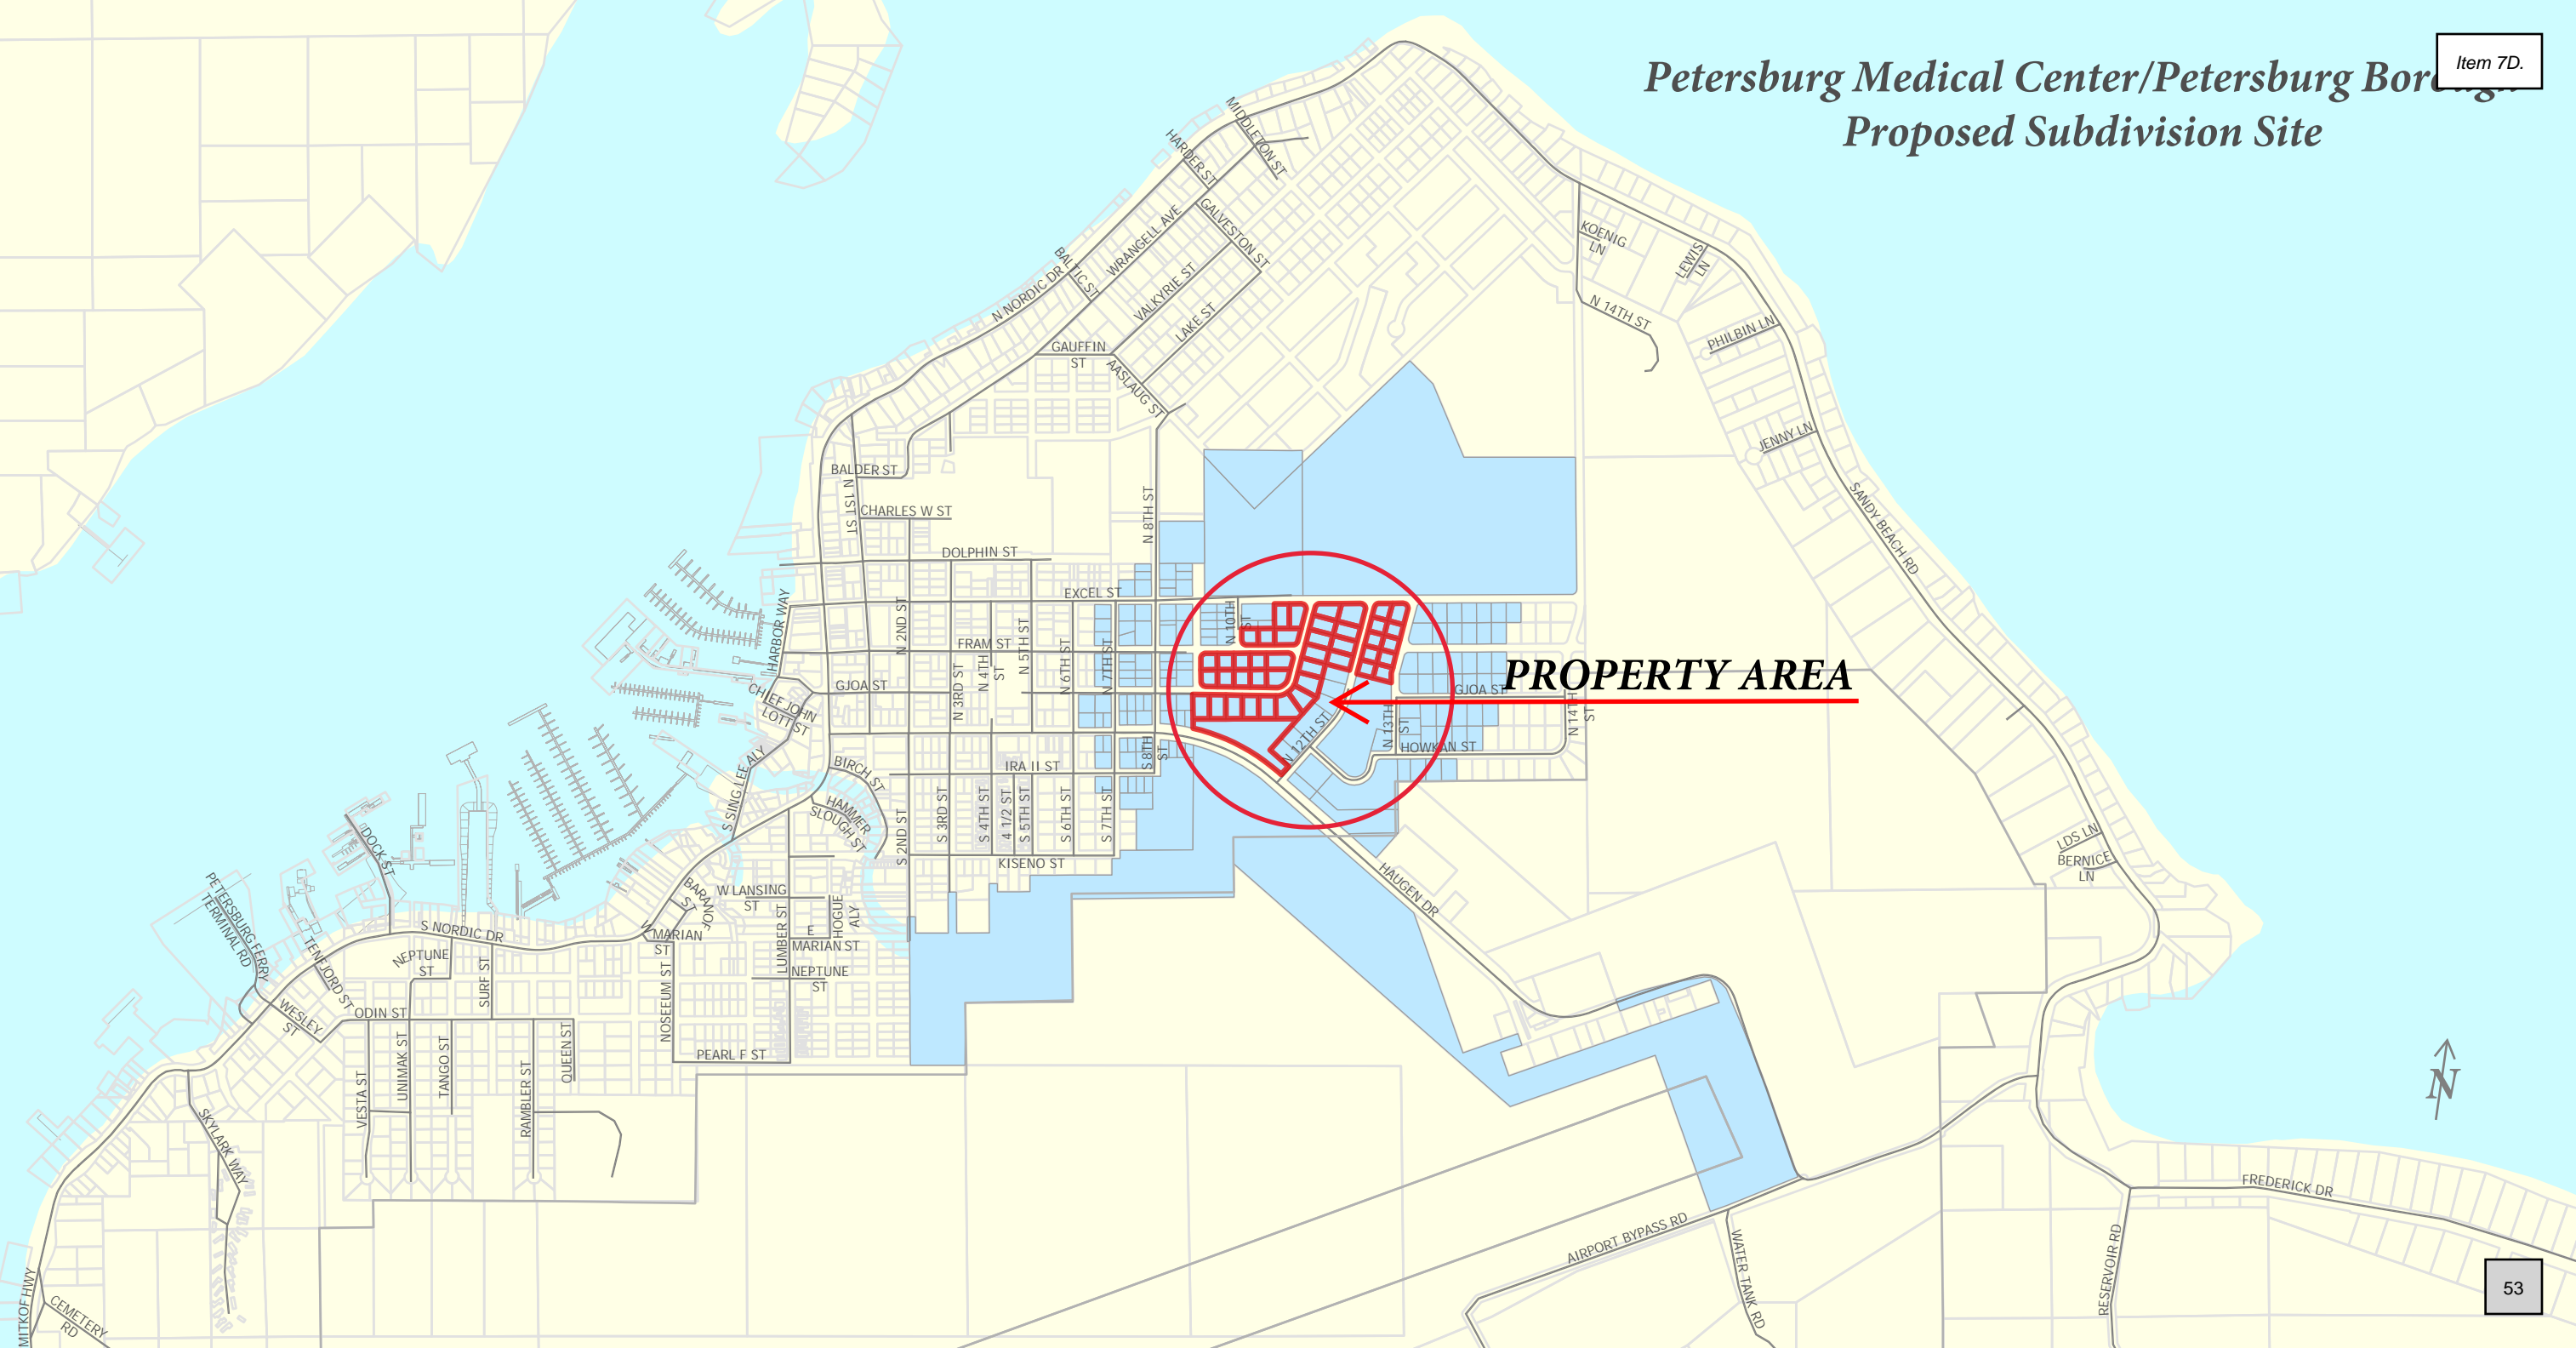 Item 7D.
Petersburg Medical Center/Petersburg Borough
Proposed Subdivision Site
MIDDLETON ST
HARDER ST
GALVESTON ST
WRANGELL AVE
BALTIC ST
N NORDIC DR
VALKYRIE ST
LAKE ST
GAUFFIN
ST
AASLAUG ST
KOENIG
LN
LEWIS
LN
N 14TH ST
PHILBIN LN
JENNY LN
SANDY BEACH RD
BALDER ST
N 1ST ST
CHARLES W ST
N 8TH ST
DOLPHIN ST
EXCEL ST
HARBOR WAY
N 2ND ST
FRAM ST
N 3RD ST
N 4TH
ST
N 5TH ST
N 6TH ST
N 7TH ST
N 10TH
ST
PROPERTY AREA
GJOA ST
GJOA ST
CHIEF JOHN
LOTT ST
N 12TH ST
N 13TH
ST
N 14TH
ST
HOWKAN ST
S SING LEE ALY
BIRCH ST
IRA II ST
S 8TH
ST
HAMMER
SLOUGH ST
S 2ND ST
S 3RD ST
S 4TH ST
4 1/2 ST
S 5TH ST
S 6TH ST
S 7TH ST
KISENO ST
DOCK ST
HAUGEN DR
LDS LN
BERNICE
LN
PETERSBURG FERRY
TERMINAL RD
BARANOF
ST
W LANSING
ST
LUMBER ST
HOGUE
ALY
S NORDIC DR
W
MARIAN
ST
E
MARIAN ST
TENFJORD ST
NEPTUNE
ST
SURF ST
NOSEUM ST
NEPTUNE
ST
WESLEY
ST
ODIN ST
PEARL F ST
VESTA ST
UNIMAK ST
TANGO ST
RAMBLER ST
QUEEN ST
SKYLARK WAY
N
AIRPORT BYPASS RD
WATER TANK RD
RESERVOIR RD
FREDERICK DR
MITKOF HWY
CEMETERY
RD
53